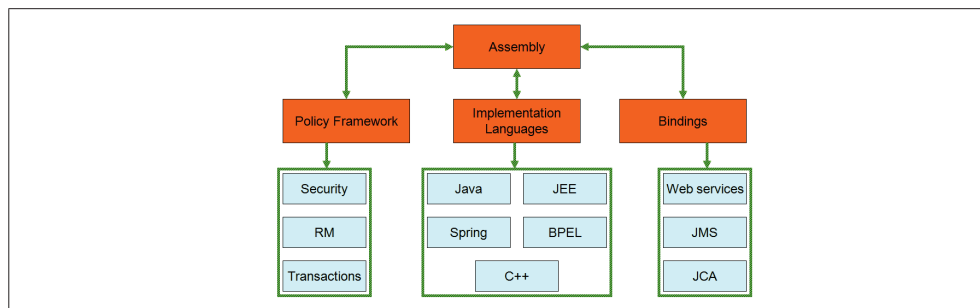 Assembly
Policy Framework
Implementation
Languages
Bindings
Security
RM
Transactions
Java
JEE
Spring
BPEL
C++
Web services
JMS
JCA